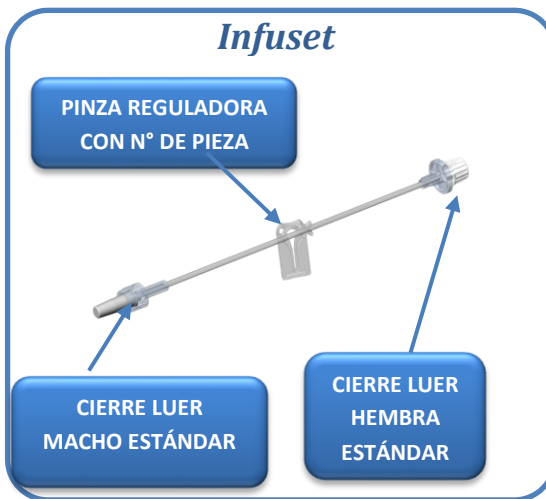 Infuset
PINZA REGULADORA
CON N° DE PIEZA
CIERRE LUER
MACHO ESTÁNDAR
CIERRE LUER
HEMBRA
ESTÁNDAR